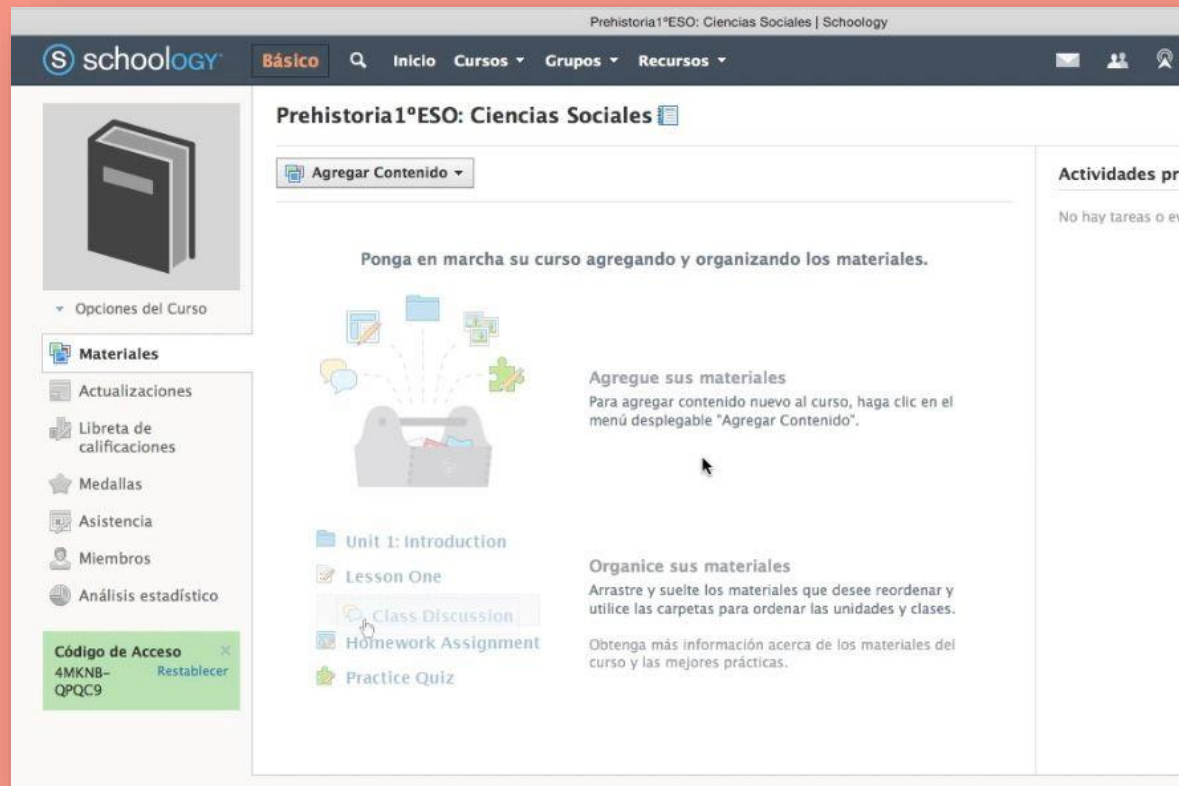 Prehistoria1ºESO: Ciencias Sociales | Schoology
S schoology Básico Inicio Cursos Grupos Recursos
Prehistoria1ºESO: Ciencias Sociales
Agregar Contenido
Actividades pr
No hay tareas o ev
Ponga en marcha su curso agregando y organizando los materiales.
Opciones del Curso
Materiales
Actualizaciones
Libreta de
calificaciones
Medallas
Asistencia
Miembros
Análisis estadístico
Código de Acceso
4MKNB- Restablecer
QPQC9
Agregue sus materiales
Para agregar contenido nuevo al curso, haga clic en el
menú desplegable "Agregar Contenido".
Unit 1: Introduction
Lesson One
Class Discussion
Homework Assignment
Practice Quiz
Organice sus materiales
Arrastre y suelte los materiales que desee reordenar y
utilice las carpetas para ordenar las unidades y clases.
Obtenga más información acerca de los materiales del
curso y las mejores prácticas.